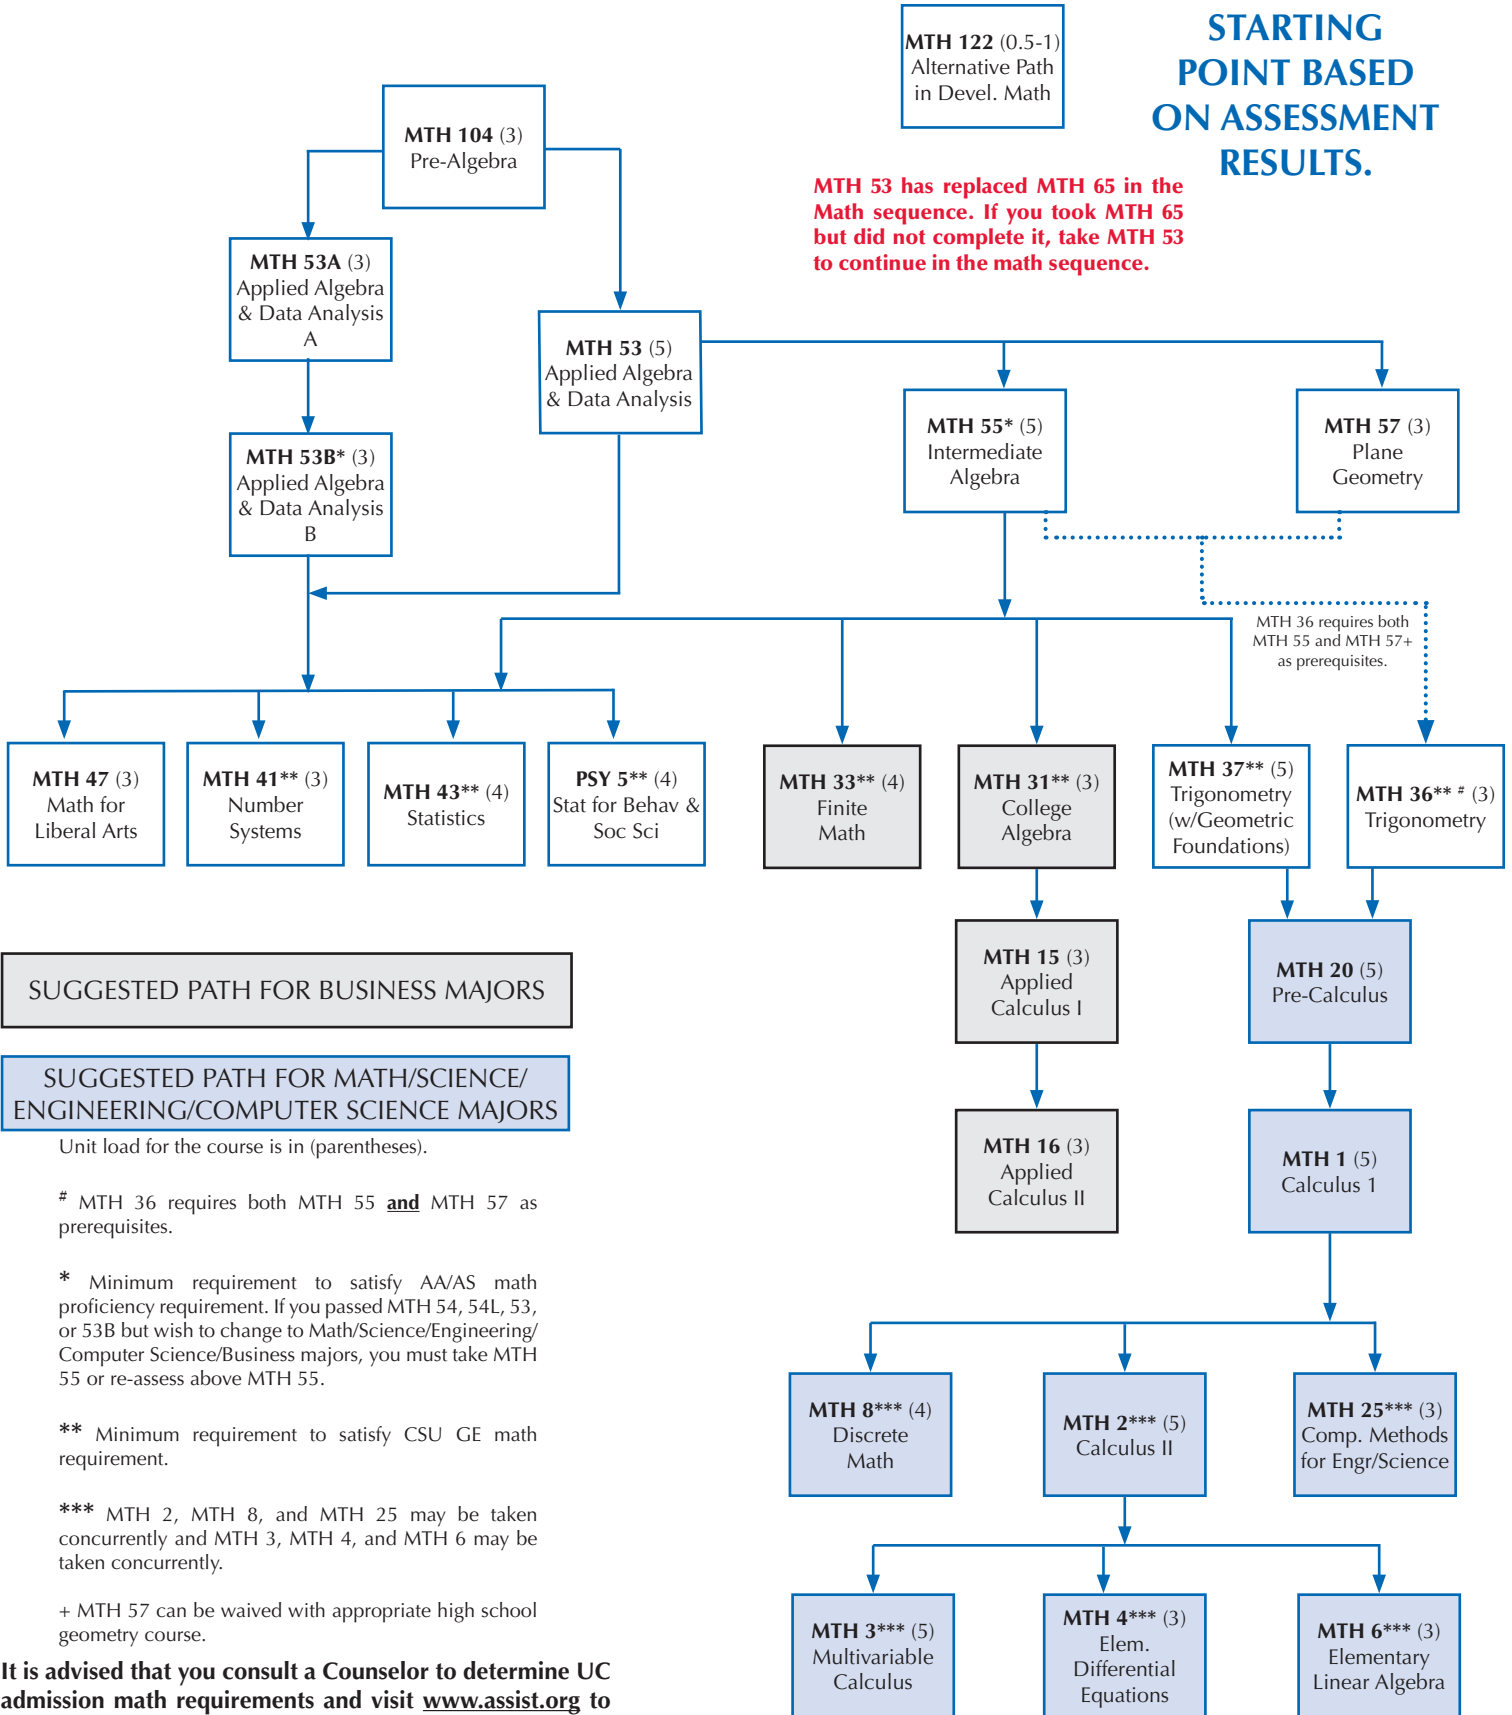 MTH 122 (0.5-1)
Alternative Path
in Devel. Math
STARTING
POINT BASED
ON ASSESSMENT
RESULTS.
MTH 104 (3)
Pre-Algebra
MTH 53 has replaced MTH 65 in the
Math sequence. If you took MTH 65
but did not complete it, take MTH 53
to continue in the math sequence.
MTH 53A (3)
Applied Algebra
& Data Analysis
A
MTH 53 (5)
Applied Algebra
& Data Analysis
MTH 55* (5)
Intermediate
Algebra
MTH 57 (3)
Plane
Geometry
MTH 53B* (3)
Applied Algebra
& Data Analysis
B
MTH 36 requires both
MTH 55 and MTH 57+
as prerequisites.
MTH 47 (3)
Math for
Liberal Arts
MTH 41** (3)
Number
Systems
MTH 43** (4)
Statistics
PSY 5** (4)
Stat for Behav &
Soc Sci
MTH 33** (4)
Finite
Math
MTH 31** (3)
College
Algebra
MTH 37** (5)
Trigonometry
(w/Geometric
Foundations)
MTH 36** # (3)
Trigonometry
MTH 15 (3)
Applied
Calculus I
MTH 20 (5)
Pre-Calculus
MTH 16 (3)
Applied
Calculus II
MTH 1 (5)
Calculus 1
MTH 8*** (4)
Discrete
Math
MTH 2*** (5)
Calculus II
MTH 25*** (3)
Comp. Methods
for Engr/Science
MTH 3*** (5)
Multivariable
Calculus
MTH 4*** (3)
Elem.
Differential
Equations
MTH 6*** (3)
Elementary
Linear Algebra
SUGGESTED PATH FOR BUSINESS MAJORS
SUGGESTED PATH FOR MATH/SCIENCE/
ENGINEERING/COMPUTER SCIENCE MAJORS
Unit load for the course is in (parentheses).
# MTH 36 requires both MTH 55 and MTH 57 as
prerequisites.
* Minimum requirement to satisfy AA/AS math
proficiency requirement. If you passed MTH 54, 54L, 53,
or 53B but wish to change to Math/Science/Engineering/
Computer Science/Business majors, you must take MTH
55 or re-assess above MTH 55.
** Minimum requirement to satisfy CSU GE math
requirement.
*** MTH 2, MTH 8, and MTH 25 may be taken
concurrently and MTH 3, MTH 4, and MTH 6 may be
taken concurrently.
+ MTH 57 can be waived with appropriate high school
geometry course.
It is advised that you consult a Counselor to determine UC
admission math requirements and visit www.assist.org to